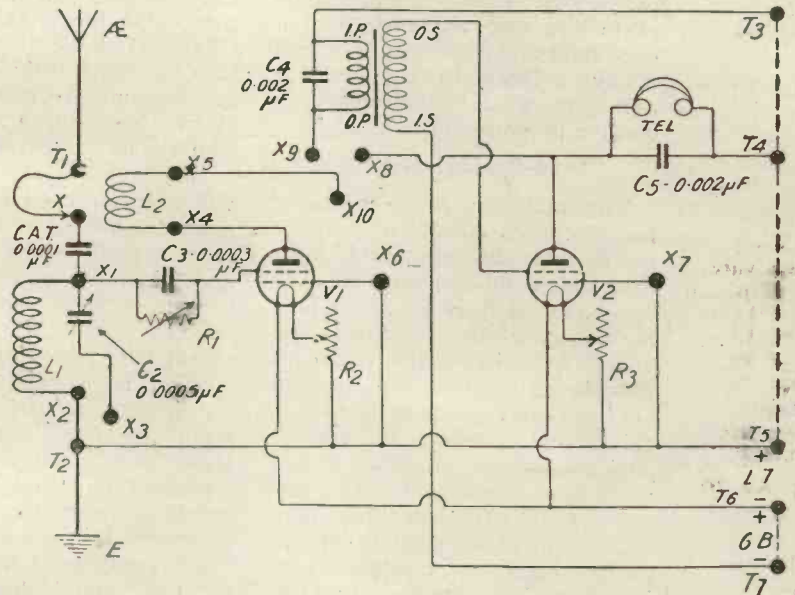 Æ
I.P.
O.S
T3
C4
0.002
µF
O.P.
I.S
TEL
T4
C5-0.002µF
X9
X8
T1
X
X5
L2
X4
X10
C.A.T.
0.0001
µF
X1
C3-0.0003
µF
R1
V1
X6
V2
X7
L1
C2
0.0005µF
R2
R3
X2
X3
T2
T5
+
L T
T6
-
+
G B
-
T7
E